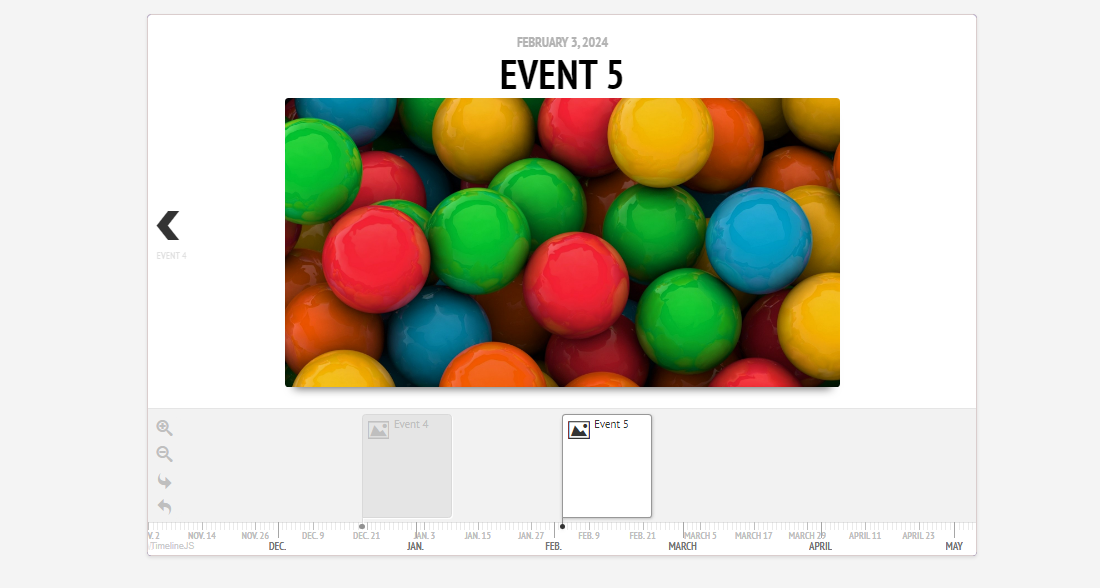 FEBRUARY 3, 2024
EVENT 5
EVENT 4
Event 4
Event 5
V. 2 NOV. 14 NOV. 26 DEC. 9 DEC. 21 JAN. 3 JAN. 15 JAN. 27 FEB. 9 FEB. 21 MARCH 5 MARCH 17 MARCH 29 APRIL 11 APRIL 23
TimelineJS DEC. JAN. FEB. MARCH APRIL MAY